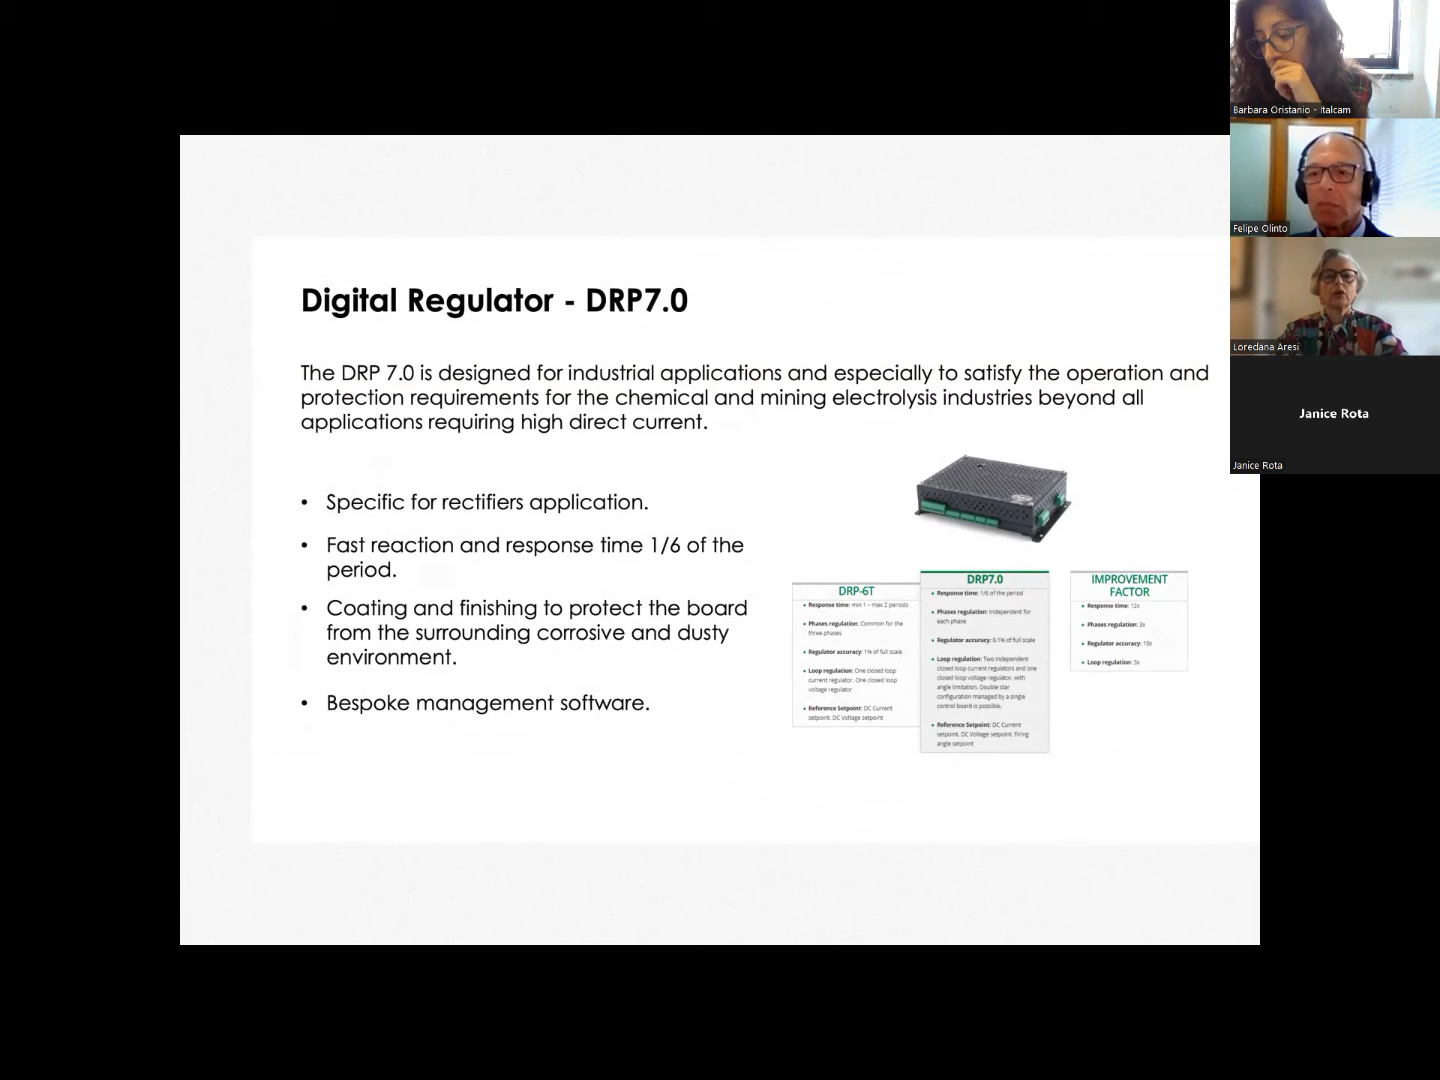 Barbara Oristanio - Italcam
Felipe Olinto
Loredana Aresi
Janice Rota
Janice Rota
Digital Regulator - DRP7.0
The DRP 7.0 is designed for industrial applications and especially to satisfy the operation and
protection requirements for the chemical and mining electrolysis industries beyond all
applications requiring high direct current.
• Specific for rectifiers application.
• Fast reaction and response time 1/6 of the
period.
• Coating and finishing to protect the board
from the surrounding corrosive and dusty
environment.
• Bespoke management software.
DRP-6T
• Response time: min 1 – max 2 periods
• Phases regulation: Common for the
three phases
• Regulator accuracy: 1% of full scale
• Loop regulation: One closed loop
current regulator. One closed loop
voltage regulator
• Reference Setpoint: DC Current
setpoint. DC Voltage setpoint
DRP7.0
• Response time: 1/6 of the period
• Phases regulation: Independent for
each phase
• Regulator accuracy: 0.1% of full scale
• Loop regulation: Two independent
closed loop current regulators and one
closed loop voltage regulator, with
angle limitation. Double star
configuration managed by a single
control board is possible.
• Reference Setpoint: DC Current
setpoint. DC Voltage setpoint. Firing
angle setpoint
IMPROVEMENT
FACTOR
• Response time: 12x
• Phases regulation: 3x
• Regulator accuracy: 10x
• Loop regulation: 3x